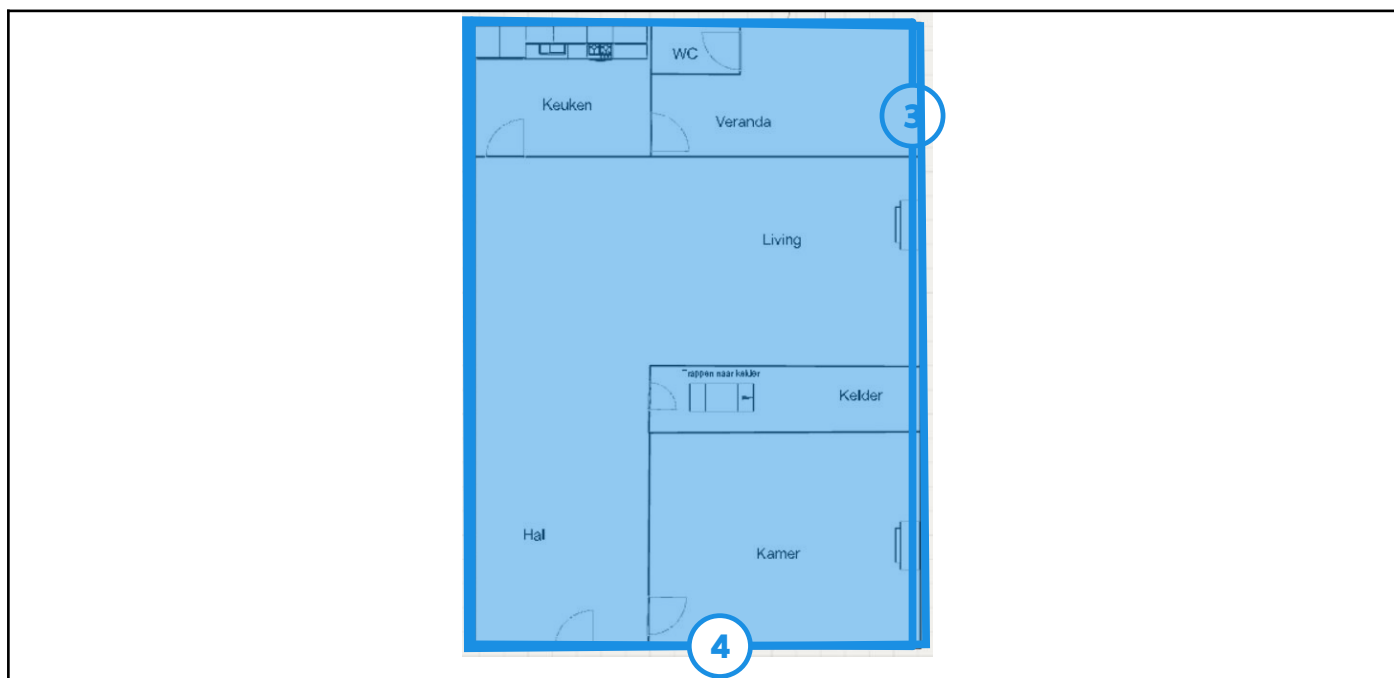 WC
Keuken
3
Veranda
Living
Trappen naar kelder
Kelder
Hal
Kamer
4